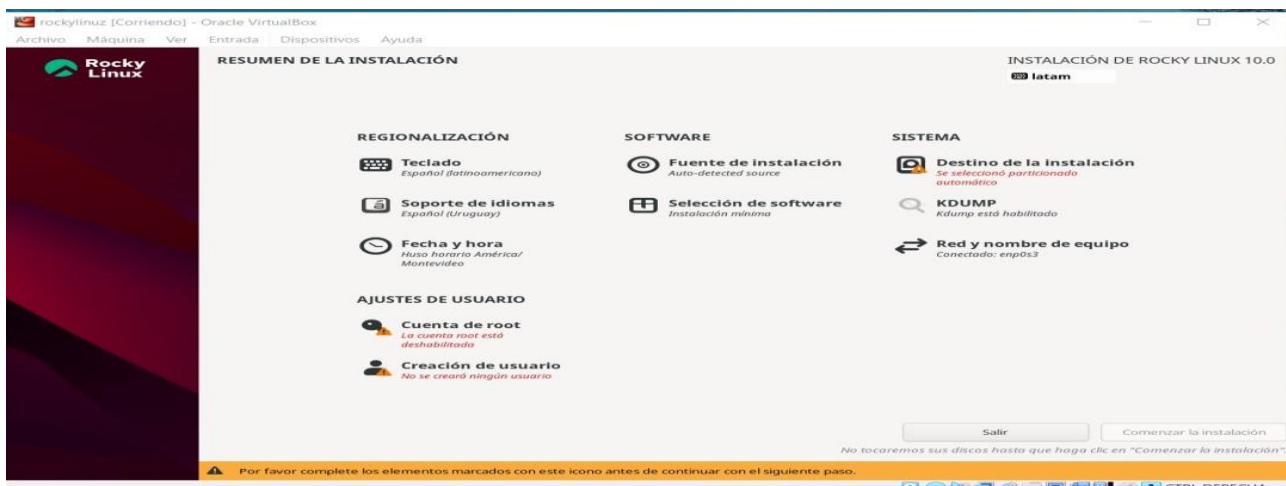 rockylinuz [Corriendo] - Oracle VirtualBox
Archivo Máquina Ver Entrada Dispositivos Ayuda
Rocky
Linux
RESUMEN DE LA INSTALACIÓN
INSTALACIÓN DE ROCKY LINUX 10.0
latam
REGIONALIZACIÓN
Teclado
Español (latinoamericano)
Soporte de idiomas
Español (Uruguay)
Fecha y hora
Huso horario América/
Montevideo
SOFTWARE
Fuente de instalación
Auto-detected source
Selección de software
Instalación mínima
SISTEMA
Destino de la instalación
Se seleccionó particionado
automático
KDUMP
Kdump está habilitado
Red y nombre de equipo
Conectado: enp0s3
AJUSTES DE USUARIO
Cuenta de root
La cuenta root está
deshabilitada
Creación de usuario
No se creará ningún usuario
Salir
Comenzar la instalación
No tocaremos sus discos hasta que haga clic en "Comenzar la instalación".
Por favor complete los elementos marcados con este icono antes de continuar con el siguiente paso.
CTRL DERECHA